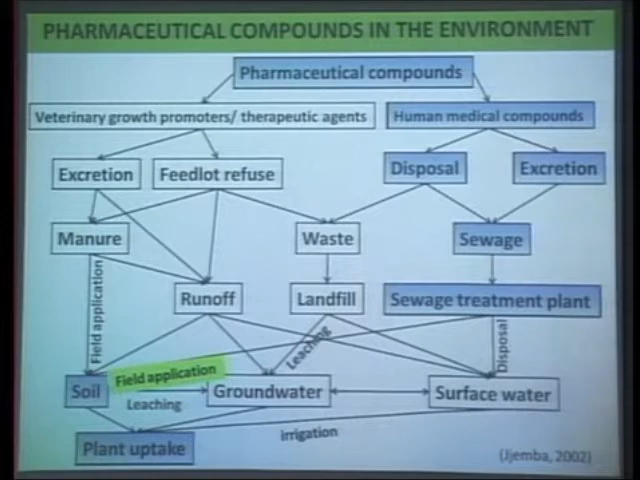 PHARMACEUTICAL COMPOUNDS IN THE ENVIRONMENT
Pharmaceutical compounds
Veterinary growth promoters/ therapeutic agents
Human medical compounds
Excretion
Feedlot refuse
Disposal
Excretion
Manure
Waste
Sewage
Field application
Runoff
Landfill
Sewage treatment plant
Leaching
Disposal
Field application
Soil
Leaching
Groundwater
Surface water
Plant uptake
irrigation
(Jjemba, 2002)